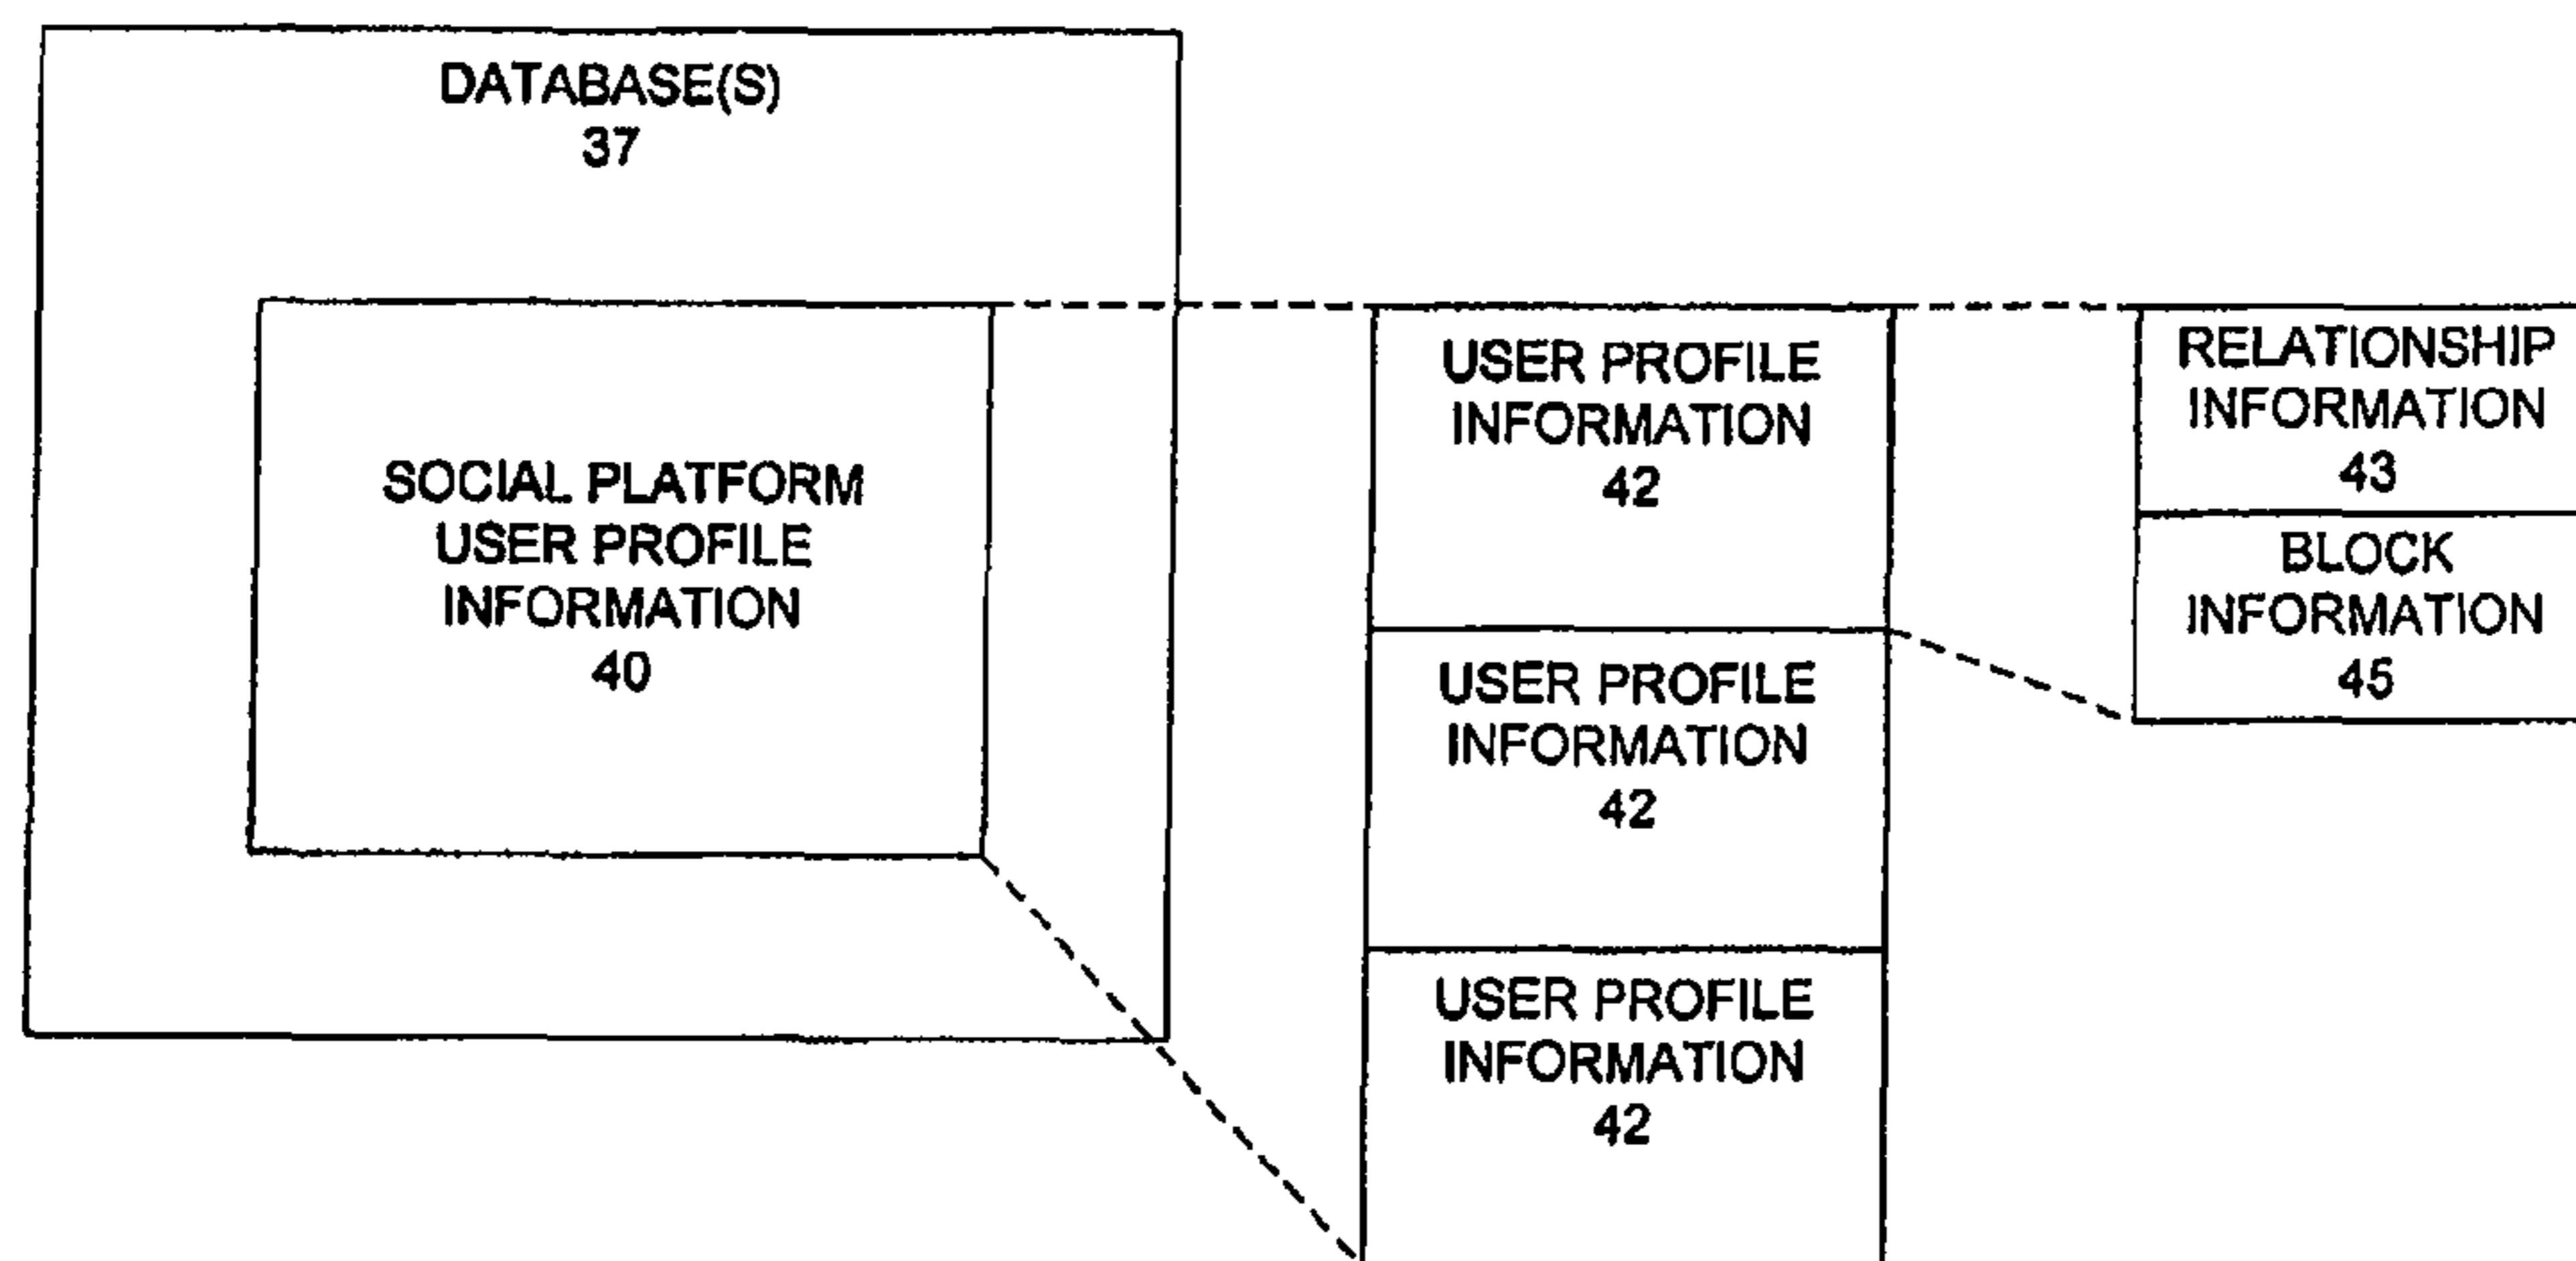 DATABASE(S)
37
SOCIAL PLATFORM
USER PROFILE
INFORMATION
40
USER PROFILE
INFORMATION
42
USER PROFILE
INFORMATION
42
USER PROFILE
INFORMATION
42
RELATIONSHIP
INFORMATION
43
BLOCK
INFORMATION
45